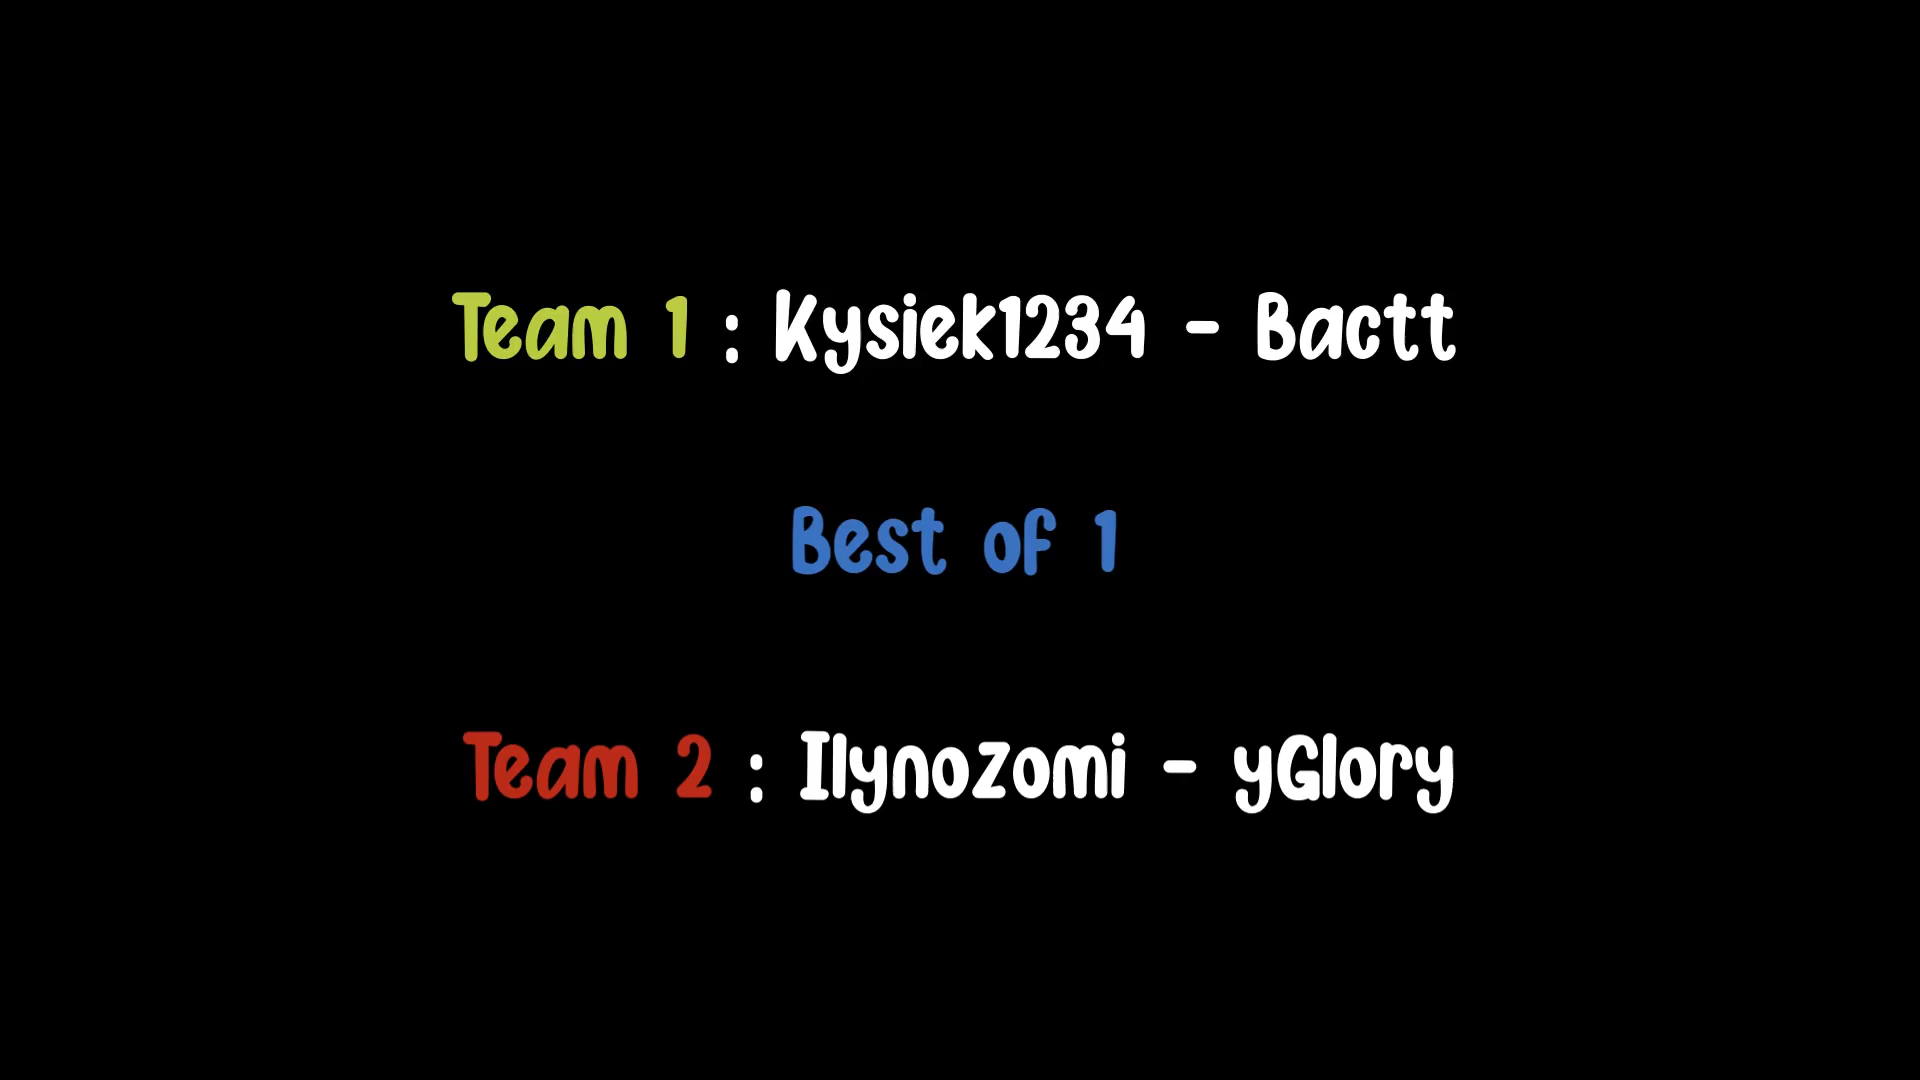 Team 1 : Kysiek1234 - Bactt
Best of 1
Team 2 : Ilynozomi - yGlory